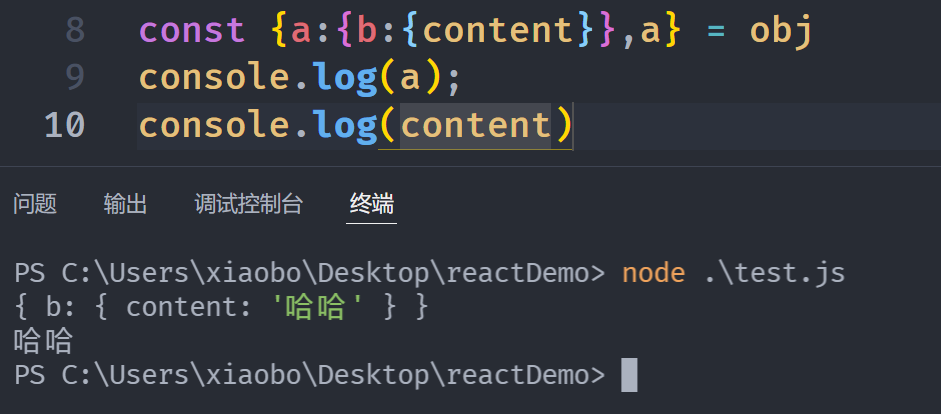 8 const {a:{b:{content}},a} = obj
9 console.log(a);
10 console.log(content)
问题 输出 调试控制台 终端
PS C:\Users\xiaobo\Desktop\reactDemo> node .\test.js
{ b: { content: '哈哈' } }
哈哈
PS C:\Users\xiaobo\Desktop\reactDemo>